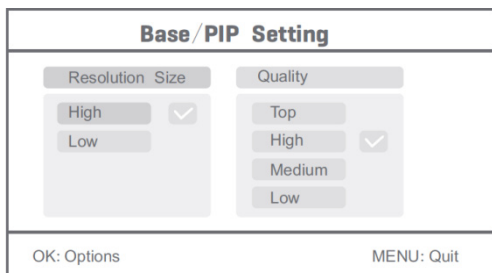 Base/PIP Setting
Resolution Size
High
Low
Quality
Top
High
Medium
Low
OK: Options
MENU: Quit